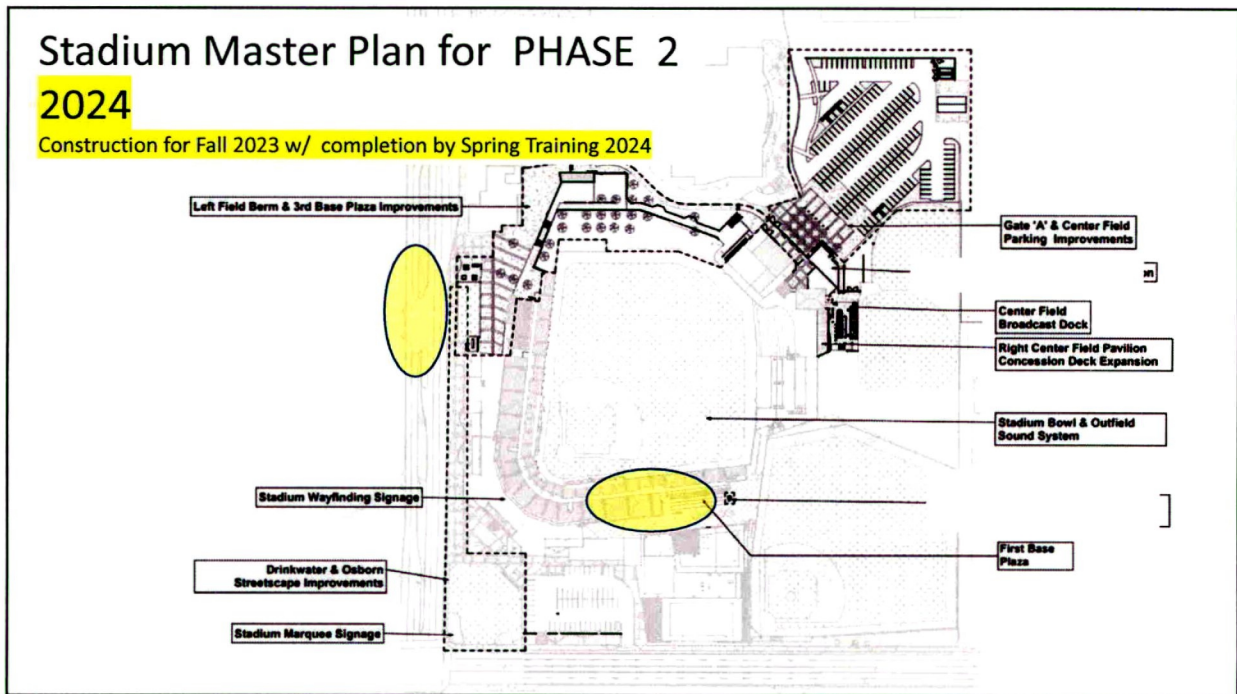 Stadium Master Plan for PHASE 2
2024
Construction for Fall 2023 w/ completion by Spring Training 2024
Left Field Berm & 3rd Base Plaza Improvements
Gate 'A' & Center Field
Parking Improvements
Center Field
Broadcast Dock
Right Center Field Pavilion
Concession Deck Expansion
Stadium Bowl & Outfield
Sound System
Stadium Wayfinding Signage
First Base
Plaza
Drinkwater & Osborn
Streetscape Improvements
Stadium Marquee Signage